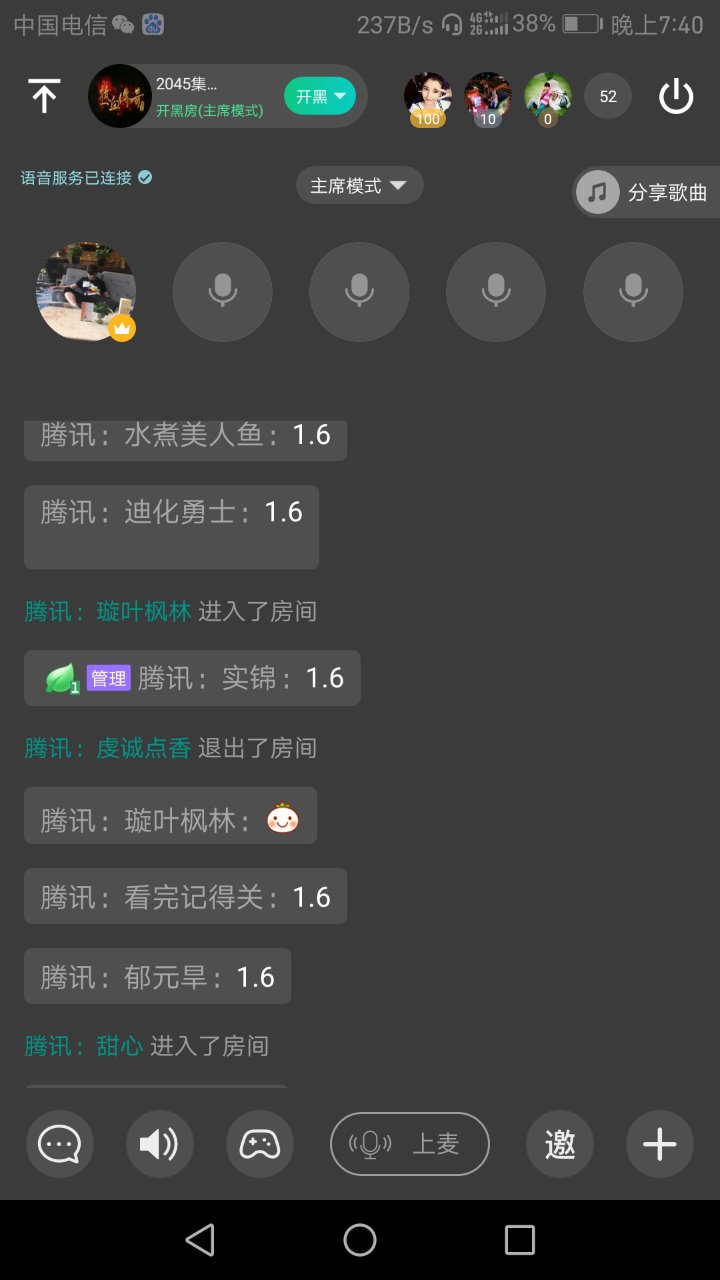 中国电信 237B/s 4G 2G 38% 晚上7:40
2045集...
开黑房(主席模式)
开黑
100
10
0
52
语音服务已连接
主席模式
分享歌曲
腾讯：水煮美人鱼：1.6
腾讯：迪化勇士：1.6
腾讯：璇叶枫林 进入了房间
1 管理 腾讯：实锦：1.6
腾讯：虔诚点香 退出了房间
腾讯：璇叶枫林：
腾讯：看完记得关：1.6
腾讯：郁元旱：1.6
腾讯：甜心 进入了房间
上麦
邀